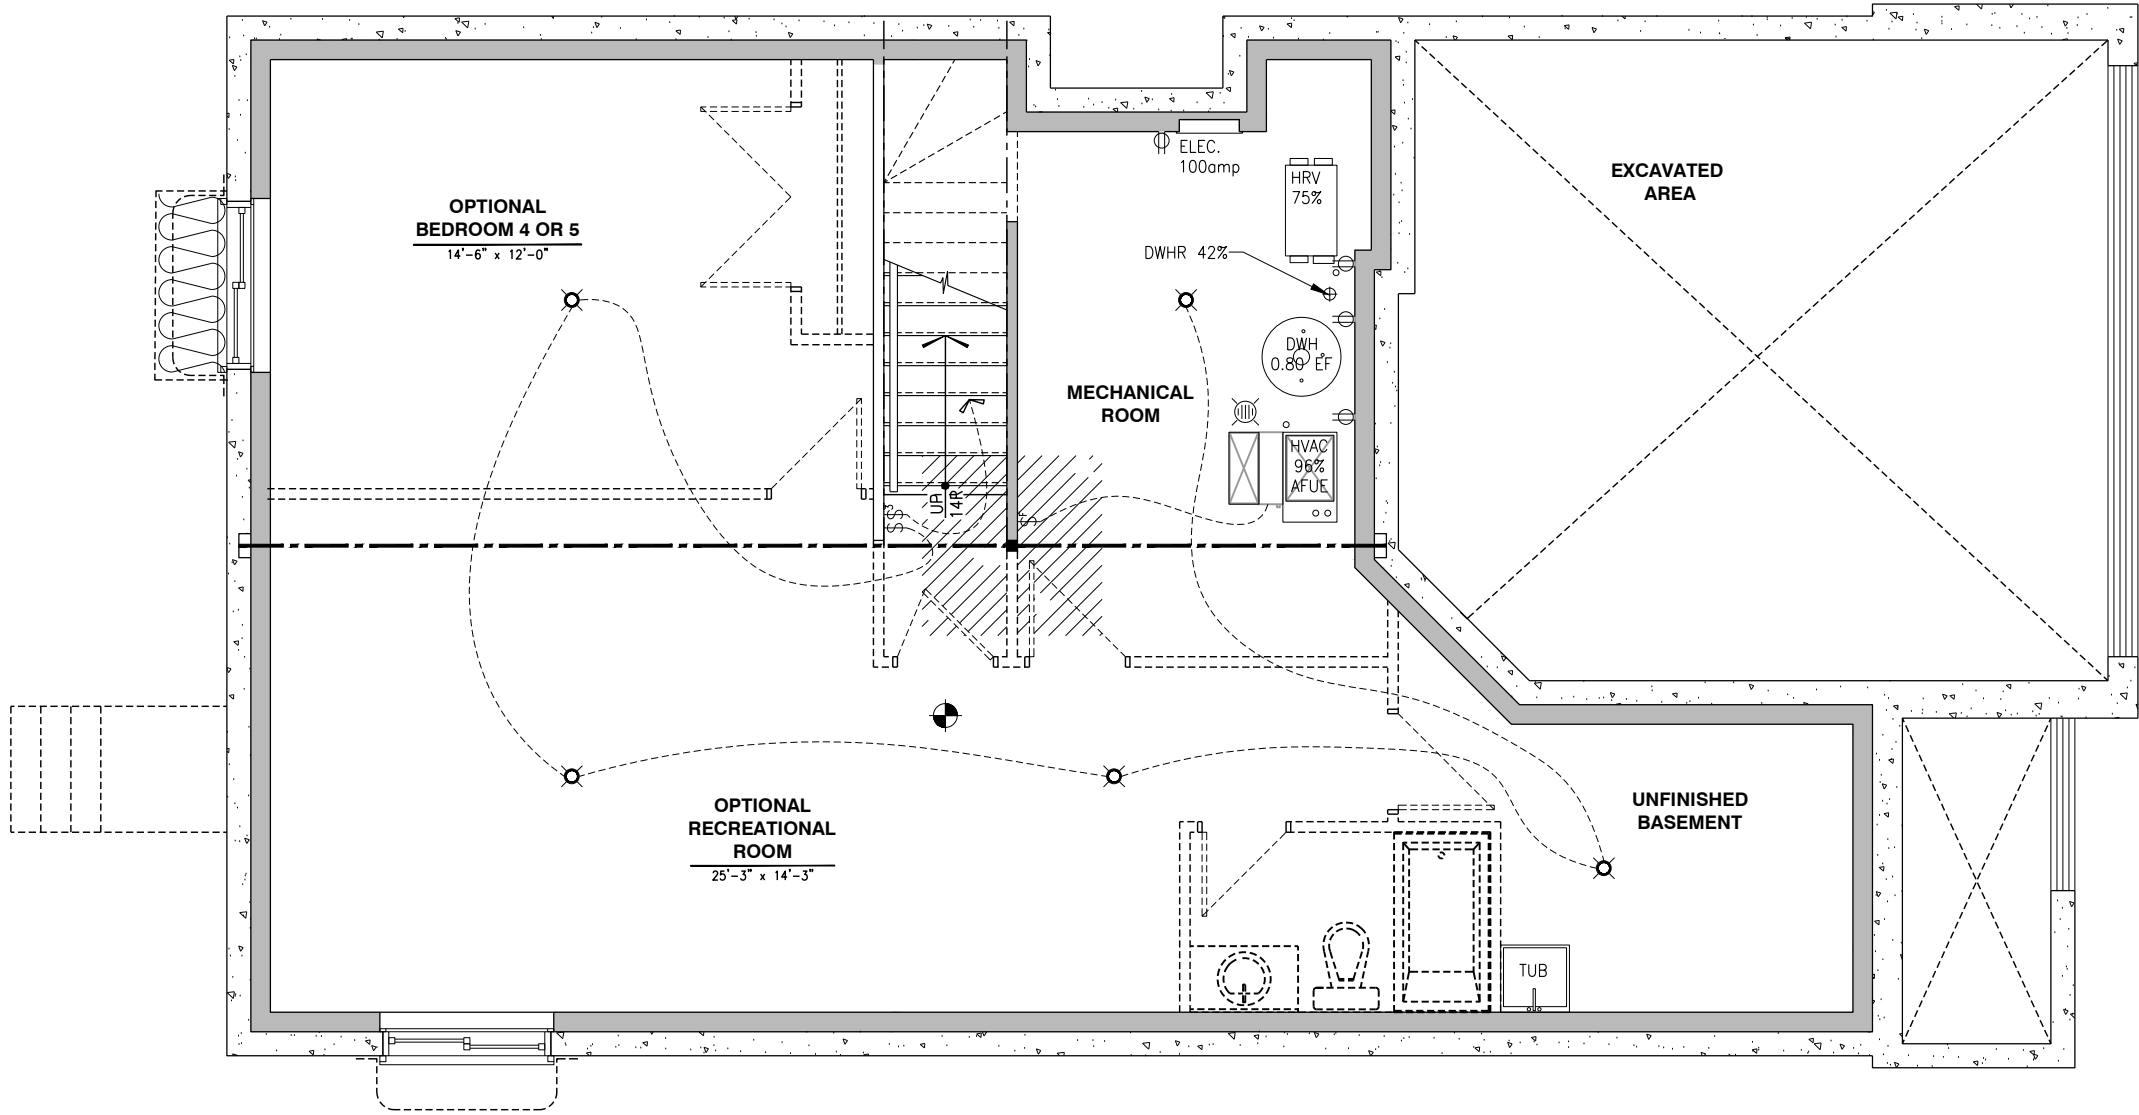 OPTIONAL
BEDROOM 4 OR 5
14'-6" x 12'-0"
ELEC.
100amp
HRV
75%
DWHR 42%
DWH
0.80 EF
MECHANICAL
ROOM
HVAC
96%
AFUE
EXCAVATED
AREA
UP
14R
OPTIONAL
RECREATIONAL
ROOM
25'-3" x 14'-3"
UNFINISHED
BASEMENT
TUB